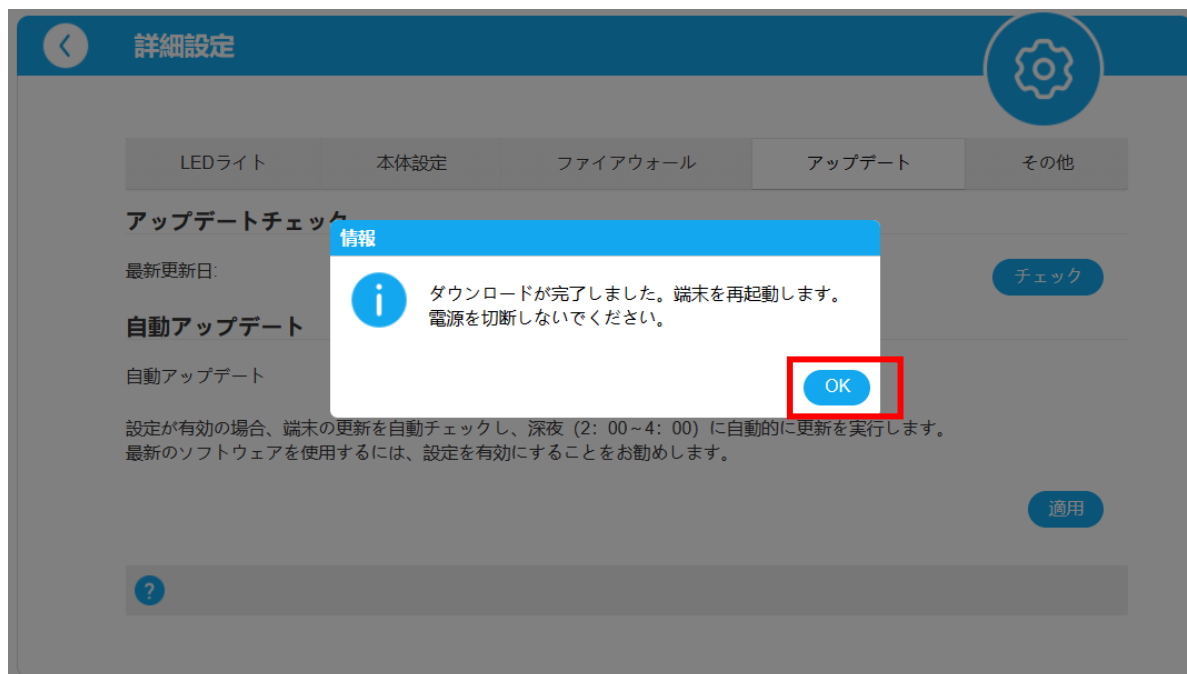 詳細設定
LEDライト 本体設定 ファイアウォール アップデート その他
アップデートチェック
情報
最新更新日:
チェック
ダウンロードが完了しました。端末を再起動します。
電源を切断しないでください。
自動アップデート
自動アップデート
OK
設定が有効の場合、端末の更新を自動チェックし、深夜（2：00~4：00）に自動的に更新を実行します。
最新のソフトウェアを使用するには、設定を有効にすることをお勧めします。
適用
?